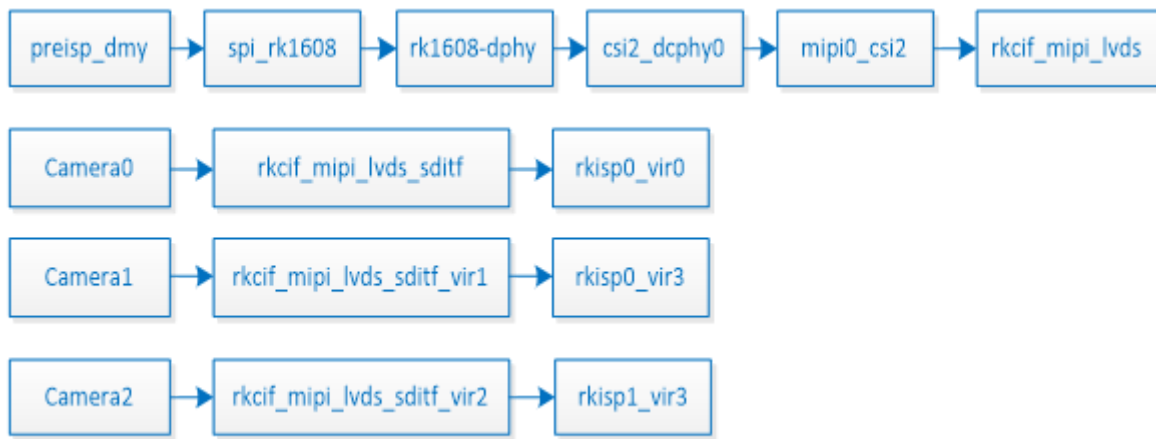 preisp_dmy spi_rk1608 rk1608-dphy csi2_dcphy0 mipi0_csi2 rkcif_mipi_lvds
Camera0 rkcif_mipi_lvds_sditf rkisp0_vir0
Camera1 rkcif_mipi_lvds_sditf_vir1 rkisp0_vir3
Camera2 rkcif_mipi_lvds_sditf_vir2 rkisp1_vir3